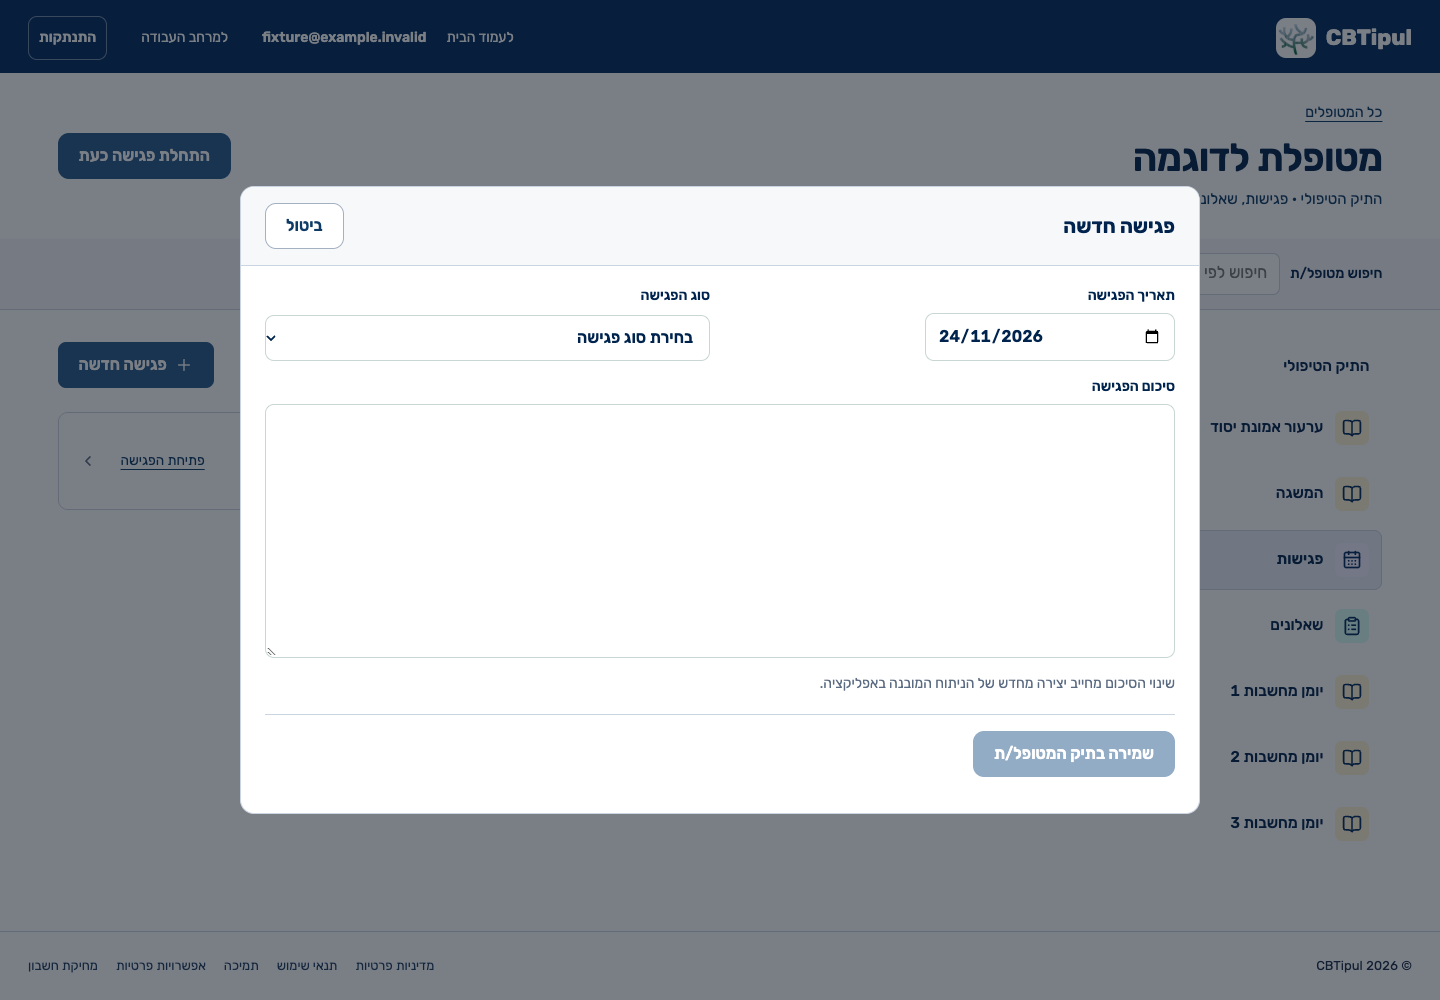 CBTipul
לעמוד הבית
fixture@example.invalid
למרחב העבודה
התנתקות
כל המטופלים
מטופלת לדוגמה
התיק הטיפולי • פגישות,
התחלת פגישה כעת
חיפוש מטופל/ת
חיפוש לפי
פגישה חדשה
ביטול
תאריך הפגישה
24/11/2026
סוג הפגישה
בחירת סוג פגישה
סיכום הפגישה
שינוי הסיכום מחייב יצירה מחדש של הניתוח המובנה באפליקציה.
שמירה בתיק המטופל/ת
התיק הטיפולי
ערעור אמונת יסוד
המשגה
פגישות
שאלונים
יומן מחשבות 1
יומן מחשבות 2
יומן מחשבות 3
פגישה חדשה
פתיחת הפגישה
© 2026 CBTipul
מדיניות פרטיות
תנאי שימוש
תמיכה
אפשרויות פרטיות
מחיקת חשבון